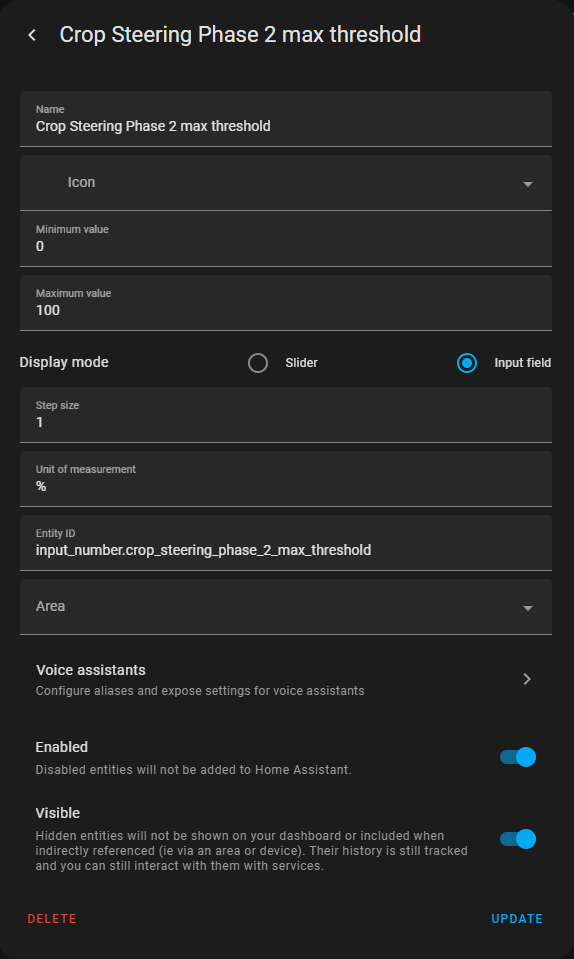 Crop Steering Phase 2 max threshold
Name
Crop Steering Phase 2 max threshold
Icon
Minimum value
0
Maximum value
100
Display mode Slider Input field
Step size
1
Unit of measurement
%
Entity ID
input_number.crop_steering_phase_2_max_threshold
Area
Voice assistants
Configure aliases and expose settings for voice assistants
Enabled
Disabled entities will not be added to Home Assistant.
Visible
Hidden entities will not be shown on your dashboard or included when
indirectly referenced (ie via an area or device). Their history is still tracked
and you can still interact with them with services.
DELETE UPDATE